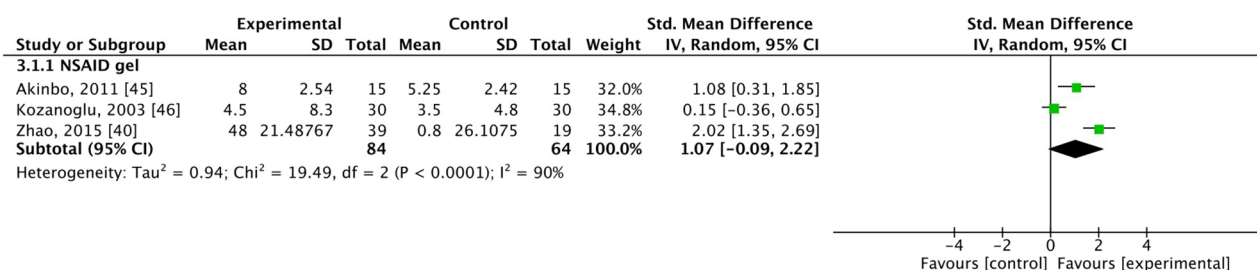 Experimental Control Std. Mean Difference Std. Mean Difference
Study or Subgroup Mean SD Total Mean SD Total Weight IV, Random, 95% CI IV, Random, 95% CI
3.1.1 NSAID gel
Akinbo, 2011 [45] 8 2.54 15 5.25 2.42 15 32.0% 1.08 [0.31, 1.85]
Kozanoglu, 2003 [46] 4.5 8.3 30 3.5 4.8 30 34.8% 0.15 [-0.36, 0.65]
Zhao, 2015 [40] 48 21.48767 39 0.8 26.1075 19 33.2% 2.02 [1.35, 2.69]
Subtotal (95% CI) 84 64 100.0% 1.07 [-0.09, 2.22]
Heterogeneity: Tau² = 0.94; Chi² = 19.49, df = 2 (P < 0.0001); I² = 90%
-4 -2 0 2 4
Favours [control] Favours [experimental]